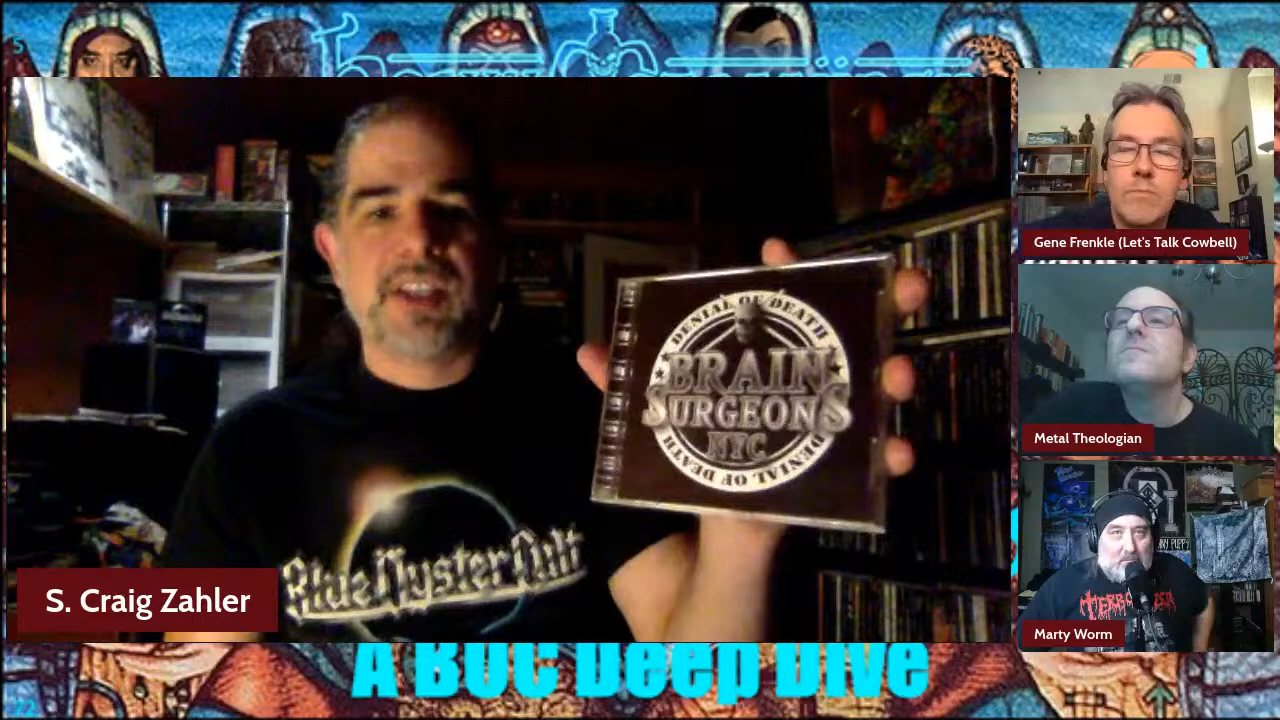 DENIAL OF DEATH
BRAIN
SURGEONS
NYC
DENIAL OF DEATH
Blue Öyster Cult
S. Craig Zahler
Gene Frenkle (Let's Talk Cowbell)
Metal Theologian
Marty Worm
A BOC Deep Dive